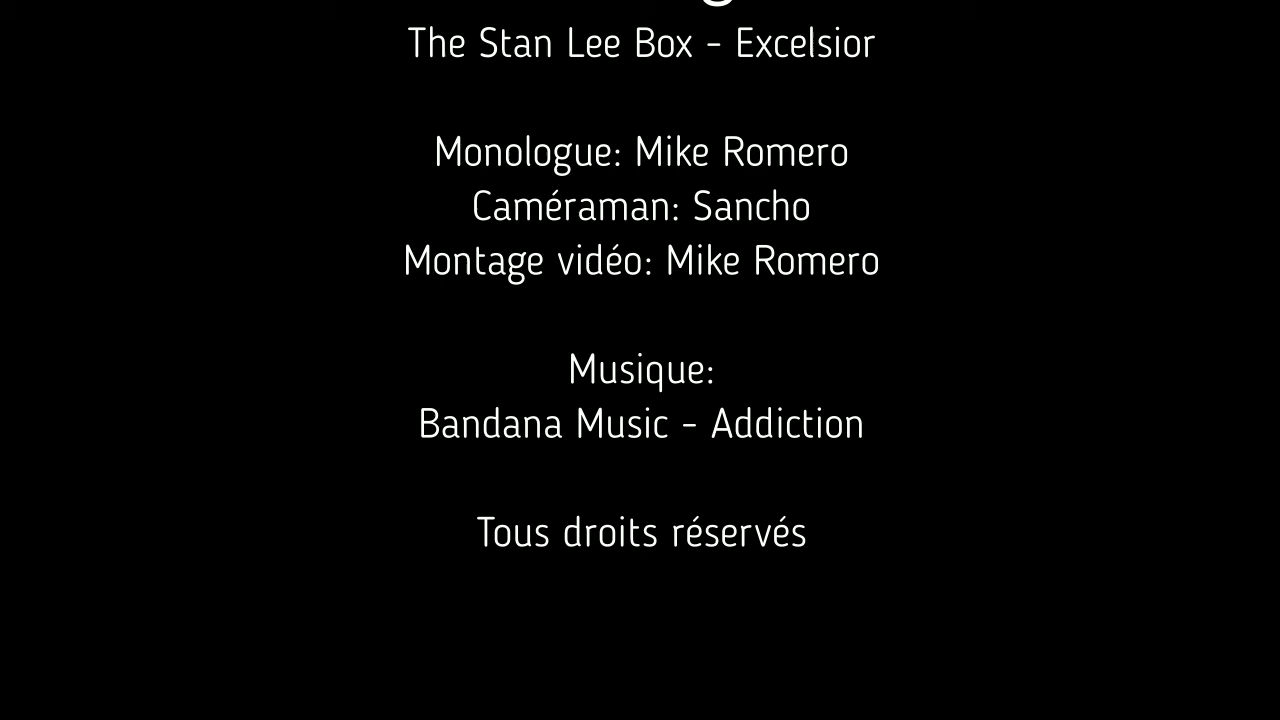 The Stan Lee Box - Excelsior
Monologue: Mike Romero
Caméraman: Sancho
Montage vidéo: Mike Romero
Musique:
Bandana Music - Addiction
Tous droits réservés